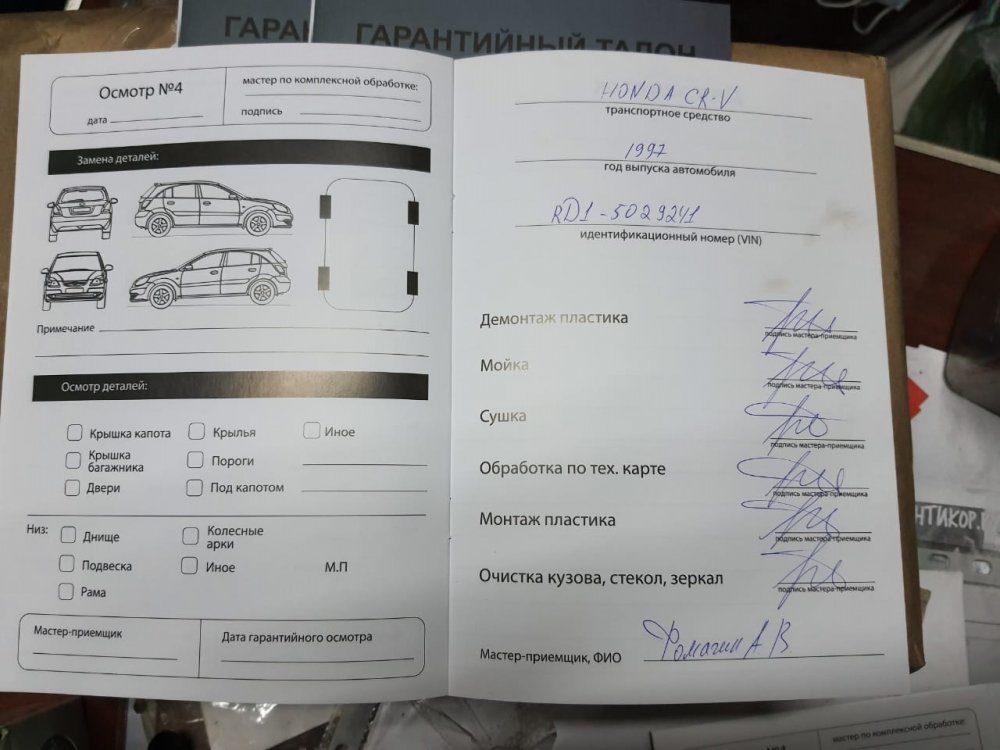 ГАРАН
ГАРАНТИЙНЫЙ ТАЛОН
Осмотр №4
дата
мастер по комплексной обработке:
подпись
Замена деталей:
Примечание
Осмотр деталей:
Крышка капота
Крылья
Иное
Крышка
багажника
Пороги
Двери
Под капотом
Низ:
Днище
Колесные
арки
Подвеска
Иное
М.П
Рама
Мастер-приемщик
Дата гарантийного осмотра
HONDA CR-V
транспортное средство
1997
год выпуска автомобиля
RD1-5029241
идентификационный номер (VIN)
Демонтаж пластика
подпись мастера-приемщика
Мойка
подпись мастера-приемщика
Сушка
подпись мастера-приемщика
Обработка по тех. карте
подпись мастера-приемщика
Монтаж пластика
подпись мастера-приемщика
Очистка кузова, стекол, зеркал
подпись мастера-приемщика
Мастер-приемщик, ФИО
НТИКОР.
мастер по комплексной обработке: